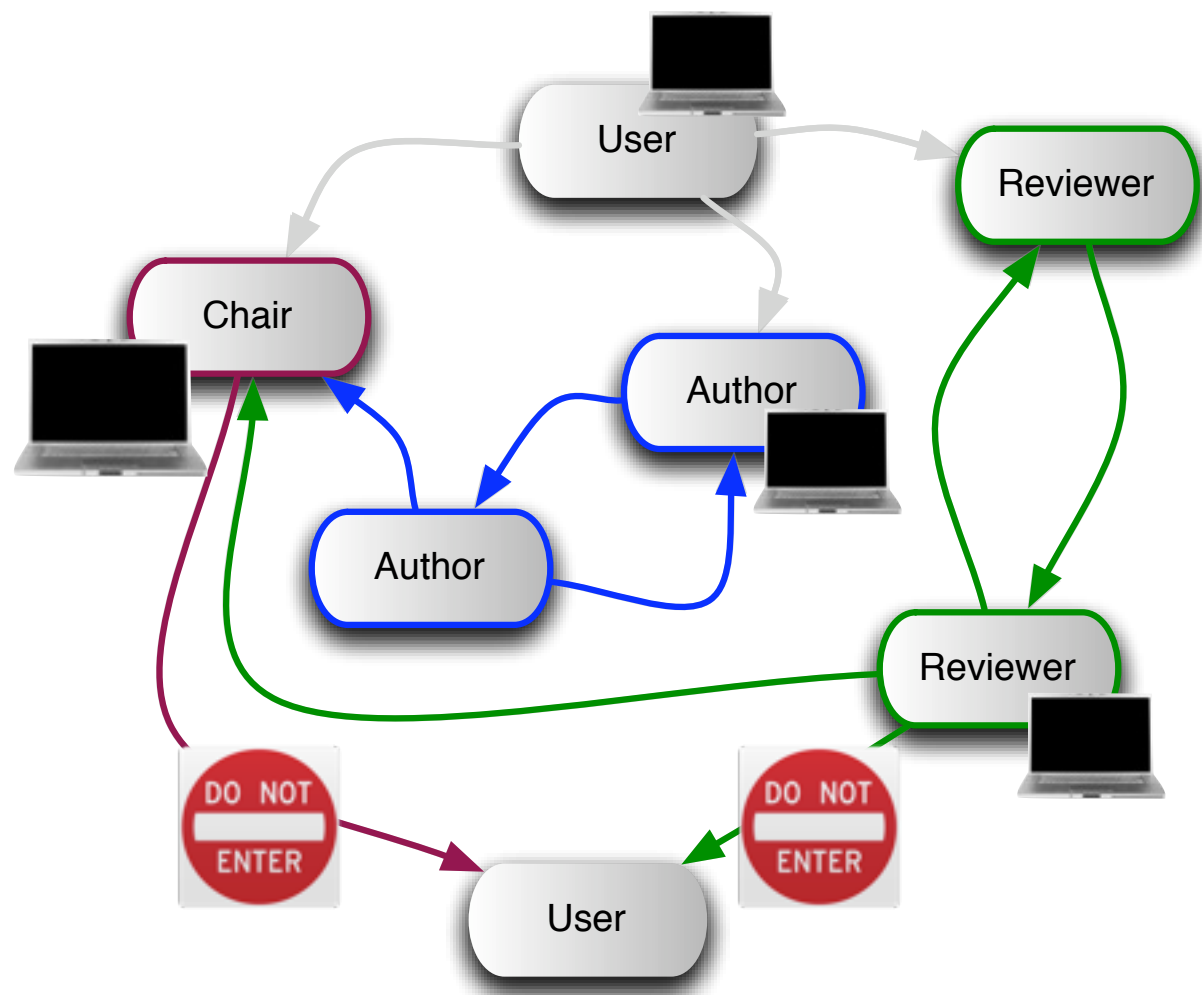 User
Reviewer
Chair
Author
Author
Reviewer
DO NOT
ENTER
DO NOT
ENTER
User